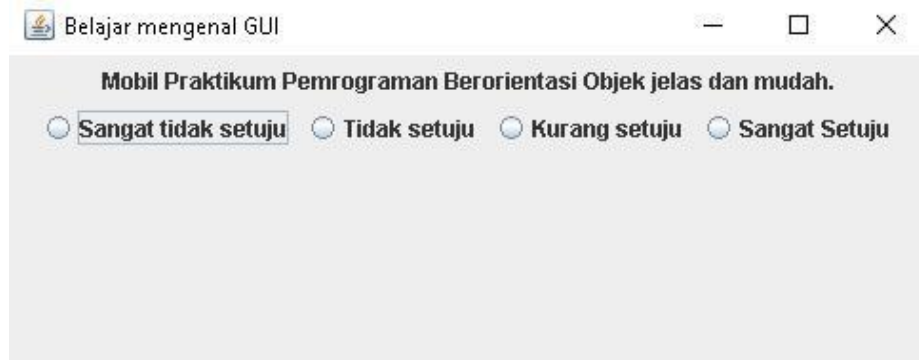 Belajar mengenal GUI
Mobil Praktikum Pemrograman Berorientasi Objek jelas dan mudah.
Sangat tidak setuju Tidak setuju Kurang setuju Sangat Setuju